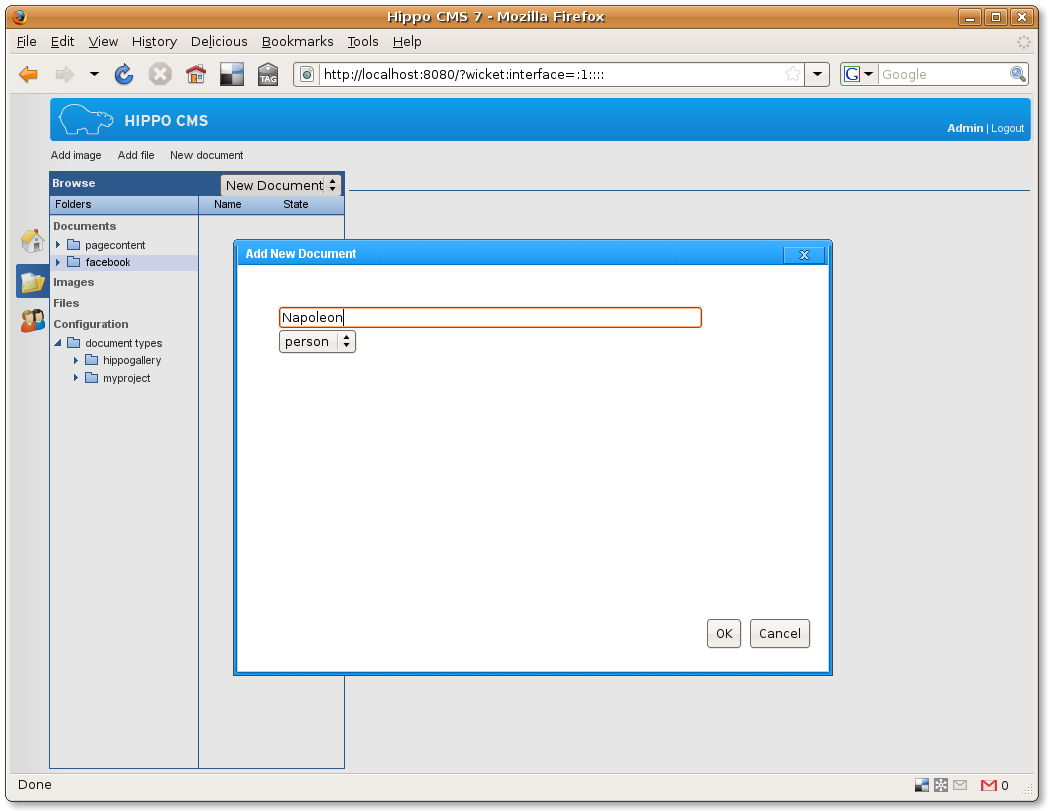 Hippo CMS 7 - Mozilla Firefox
File Edit View History Delicious Bookmarks Tools Help
TAG http://localhost:8080/?wicket:interface=:1:::: G Google
HIPPO CMS
Admin | Logout
Add image Add file New document
Browse New Document
Folders Name State
Documents
pagecontent
facebook
Images
Files
Configuration
document types
hippogallery
myproject
Add New Document x
Napoleon
person
OK Cancel
Done 0